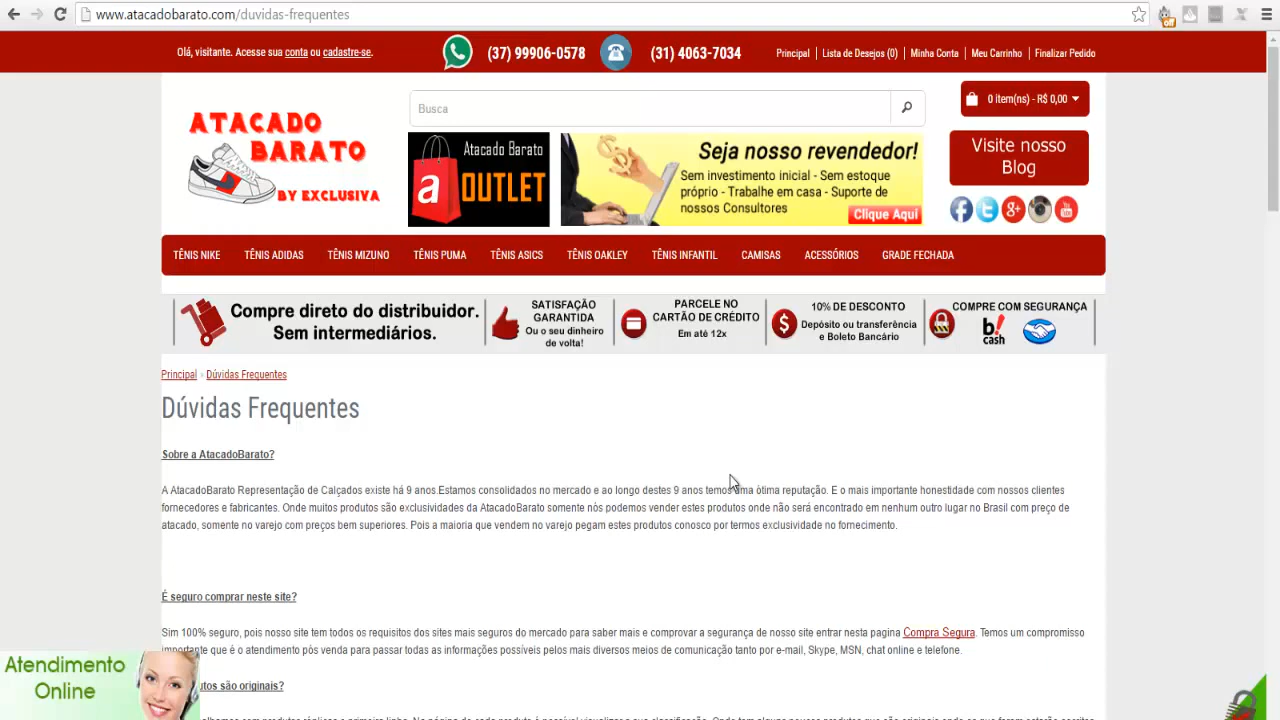 www.atacadobarato.com/duvidas-frequentes
off
Olá, visitante. Acesse sua conta ou cadastre-se.
(37) 99906-0578
(31) 4063-7034
Principal | Lista de Desejos (0) | Minha Conta | Meu Carrinho | Finalizar Pedido
ATACADO
BARATO
BY EXCLUSIVA
Busca
0 item(ns) - R$ 0,00
Atacado Barato
a OUTLET
Seja nosso revendedor!
Sem investimento inicial - Sem estoque
próprio - Trabalhe em casa - Suporte de
nossos Consultores
Clique Aqui
Visite nosso
Blog
TÊNIS NIKE TÊNIS ADIDAS TÊNIS MIZUNO TÊNIS PUMA TÊNIS ASICS TÊNIS OAKLEY TÊNIS INFANTIL CAMISAS ACESSÓRIOS GRADE FECHADA
Compre direto do distribuidor.
Sem intermediários.
SATISFAÇÃO
GARANTIDA
Ou o seu dinheiro
de volta!
PARCELE NO
CARTÃO DE CRÉDITO
Em até 12x
10% DE DESCONTO
Depósito ou transferência
e Boleto Bancário
COMPRE COM SEGURANÇA
b!
cash
Principal » Dúvidas Frequentes
Dúvidas Frequentes
Sobre a AtacadoBarato?
A AtacadoBarato Representação de Calçados existe há 9 anos.Estamos consolidados no mercado e ao longo destes 9 anos temos uma òtima reputação. E o mais importante honestidade com nossos clientes
fornecedores e fabricantes. Onde muitos produtos são exclusividades da AtacadoBarato somente nós podemos vender estes produtos onde não será encontrado em nenhum outro lugar no Brasil com preço de
atacado, somente no varejo com preços bem superiores. Pois a maioria que vendem no varejo pegam estes produtos conosco por termos exclusividade no fornecimento.
É seguro comprar neste site?
Sim 100% seguro, pois nosso site tem todos os requisitos dos sites mais seguros do mercado para saber mais e comprovar a segurança de nosso site entrar nesta pagina Compra Segura. Temos um compromisso
importante que é o atendimento pós venda para passar todas as informações possíveis pelos mais diversos meios de comunicação tanto por e-mail, Skype, MSN, chat online e telefone.
utos são originais?
Atendimento
Online